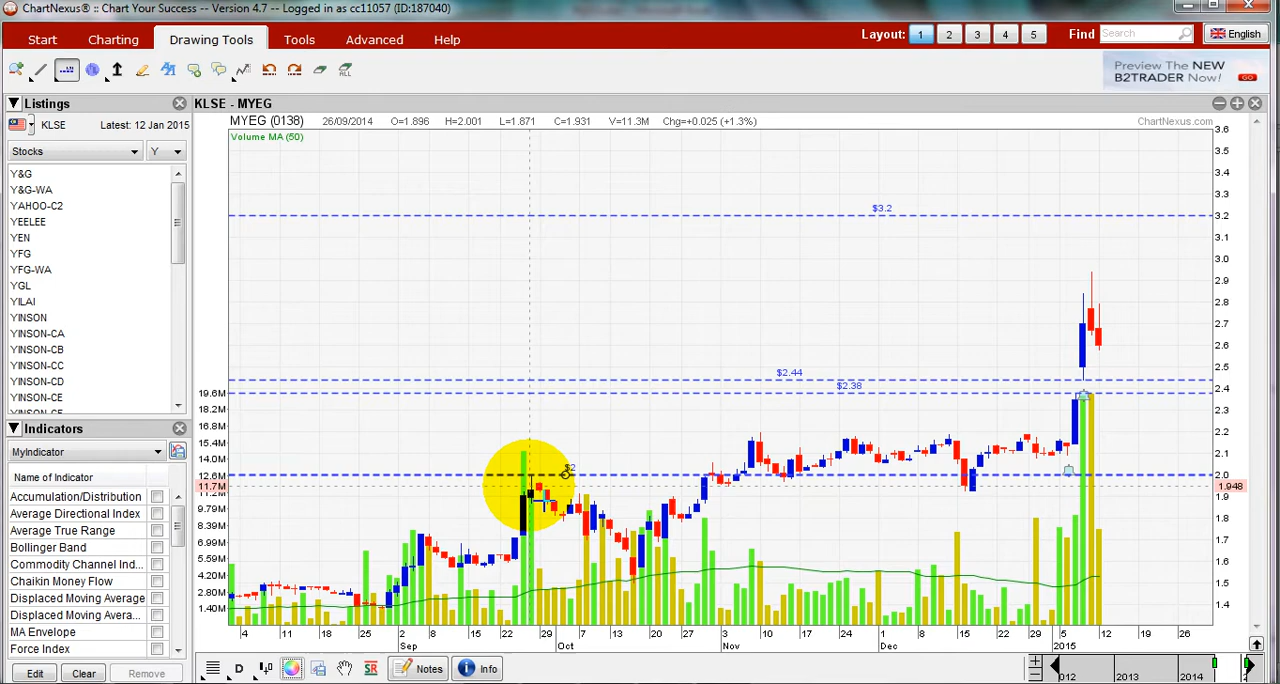 ChartNexus® :: Chart Your Success -- Version 4.7 -- Logged in as cc11057 (ID:187040)
Start Charting Drawing Tools Tools Advanced Help Layout: 1 2 3 4 5 Find Search English
ALL
Preview The NEW
B2TRADER Now! GO
Listings
KLSE Latest: 12 Jan 2015
Stocks Y
Y&G
Y&G-WA
YAHOO-C2
YEELEE
YEN
YFG
YFG-WA
YGL
YILAI
YINSON
YINSON-CA
YINSON-CB
YINSON-CC
YINSON-CD
YINSON-CE
Indicators
MyIndicator
Name of Indicator
Accumulation/Distribution
Average Directional Index
Average True Range
Bollinger Band
Commodity Channel Ind...
Chaikin Money Flow
Displaced Moving Average
Displaced Moving Avera...
MA Envelope
Force Index
Edit Clear Remove
KLSE - MYEG
MYEG (0138) 26/09/2014 O=1.896 H=2.001 L=1.871 C=1.931 V=11.3M Chg=+0.025 (+1.3%) ChartNexus.com
Volume MA (50)
$3.2
$2.44
$2.38
$2
3.6
3.5
3.4
3.3
3.2
3.1
3.0
2.9
2.8
2.7
2.6
2.5
2.4
2.3
2.2
2.1
2.0
1.948
1.9
1.8
1.7
1.6
1.5
1.4
19.6M
18.2M
16.8M
15.4M
14.0M
12.6M
11.7M
11.2M
9.79M
8.39M
6.99M
5.59M
4.20M
2.80M
1.40M
4 11 18 25 2 8 15 22 29 7 13 20 27 3 10 17 24 1 8 15 22 29 5 12 19 26
Sep Oct Nov Dec 2015
D SR Notes Info
012 2013 2014 2